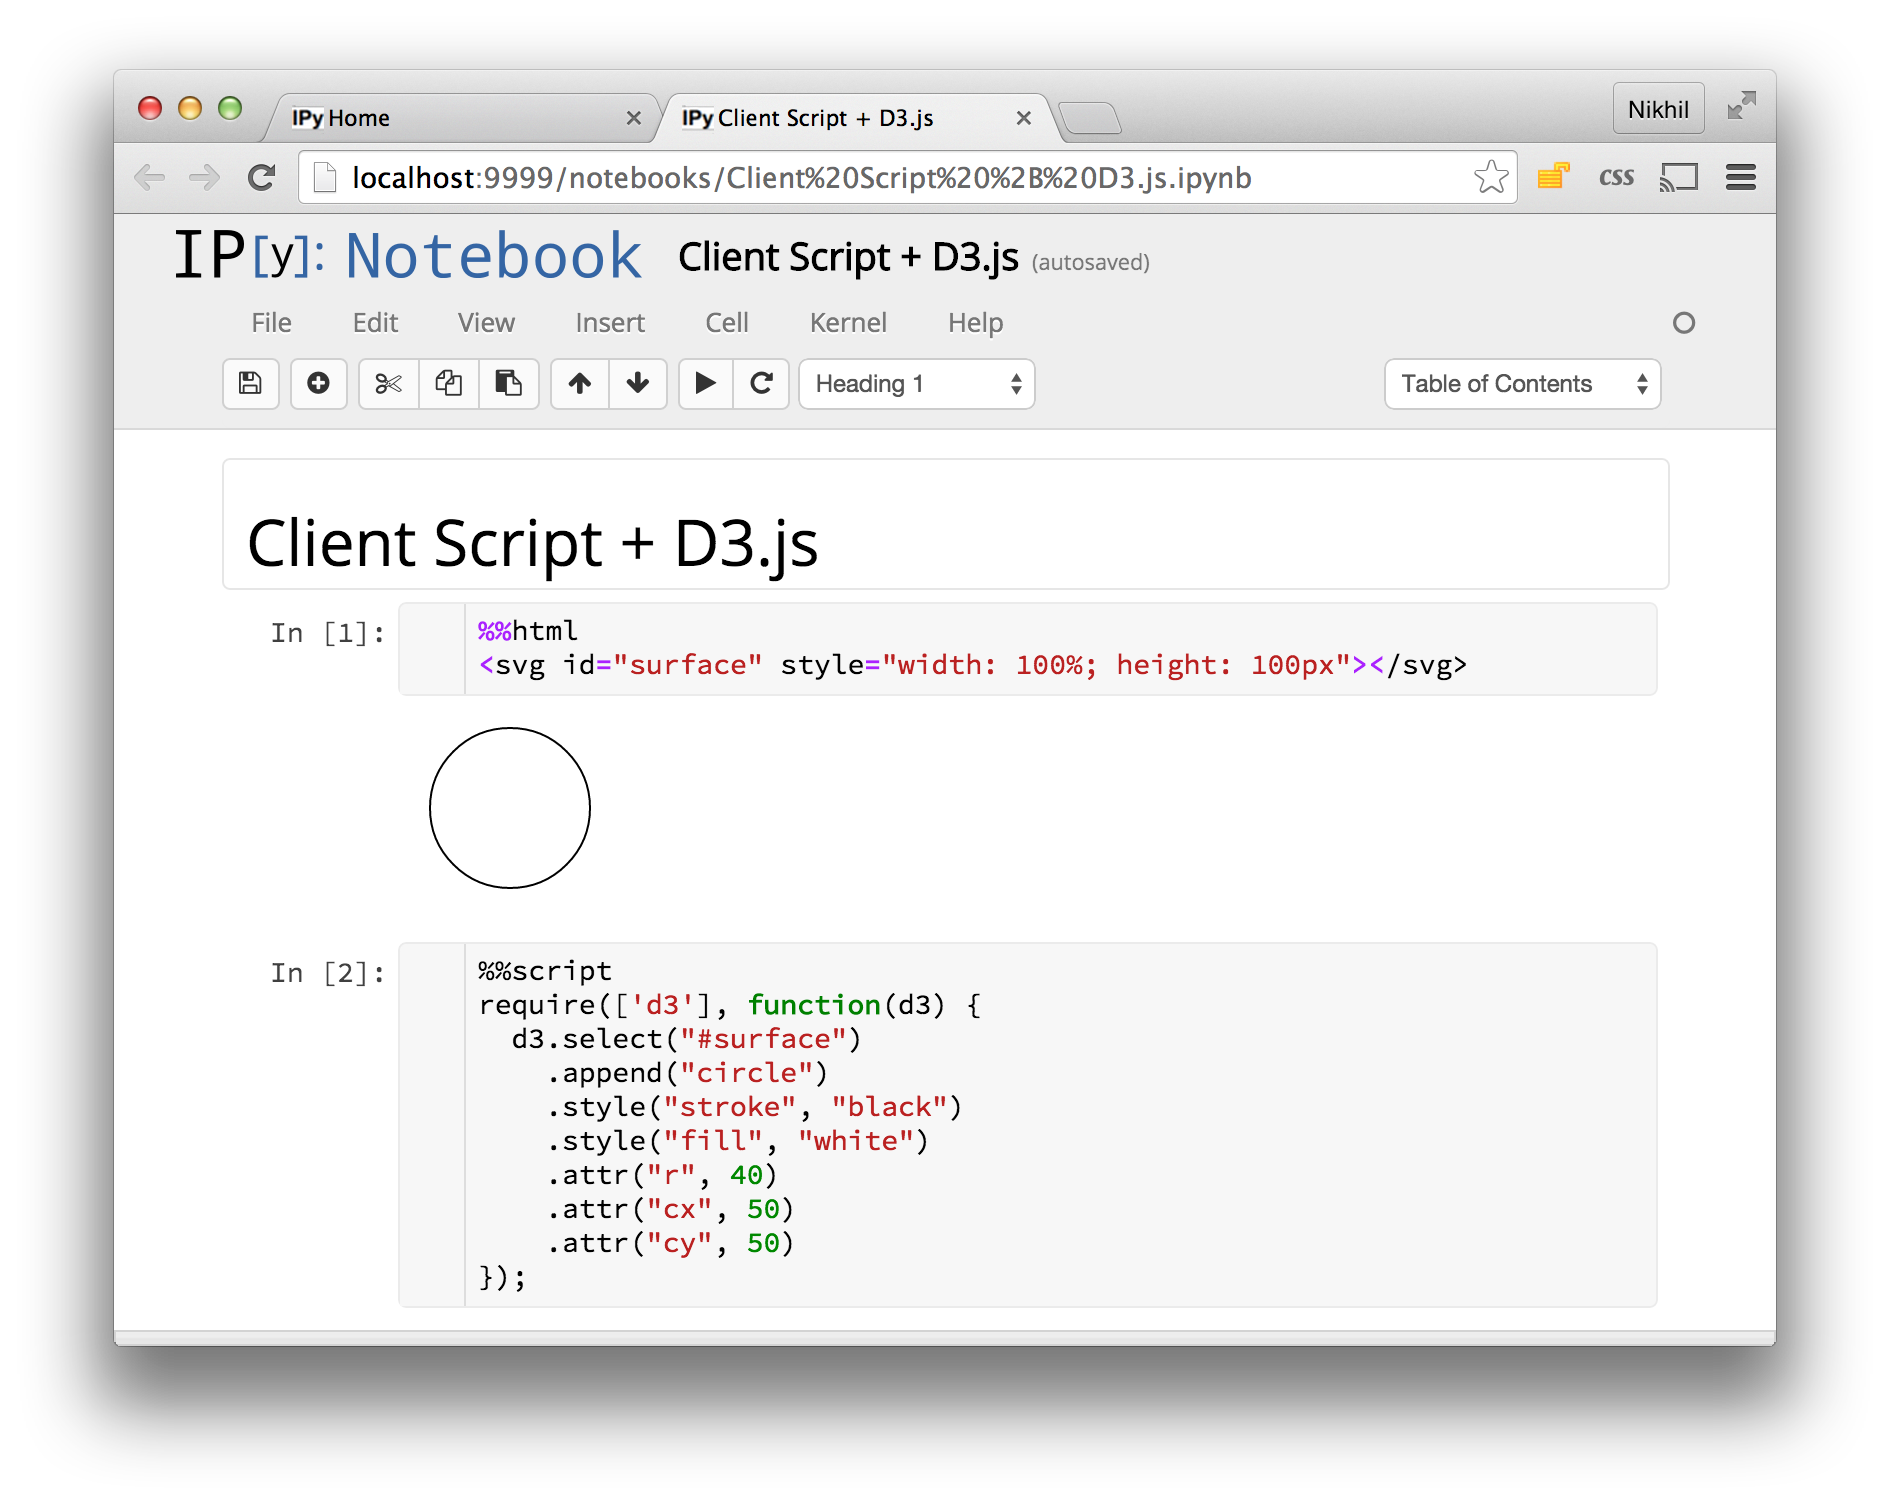 IPy Home
IPy Client Script + D3.js
Nikhil
localhost:9999/notebooks/Client%20Script%20%2B%20D3.js.ipynb
css
IP[y]: Notebook Client Script + D3.js (autosaved)
File Edit View Insert Cell Kernel Help
Heading 1
Table of Contents
Client Script + D3.js
In [1]:
%%html
<svg id="surface" style="width: 100%; height: 100px"></svg>
In [2]:
%%script
require(['d3'], function(d3) {
  d3.select("#surface")
    .append("circle")
    .style("stroke", "black")
    .style("fill", "white")
    .attr("r", 40)
    .attr("cx", 50)
    .attr("cy", 50)
});